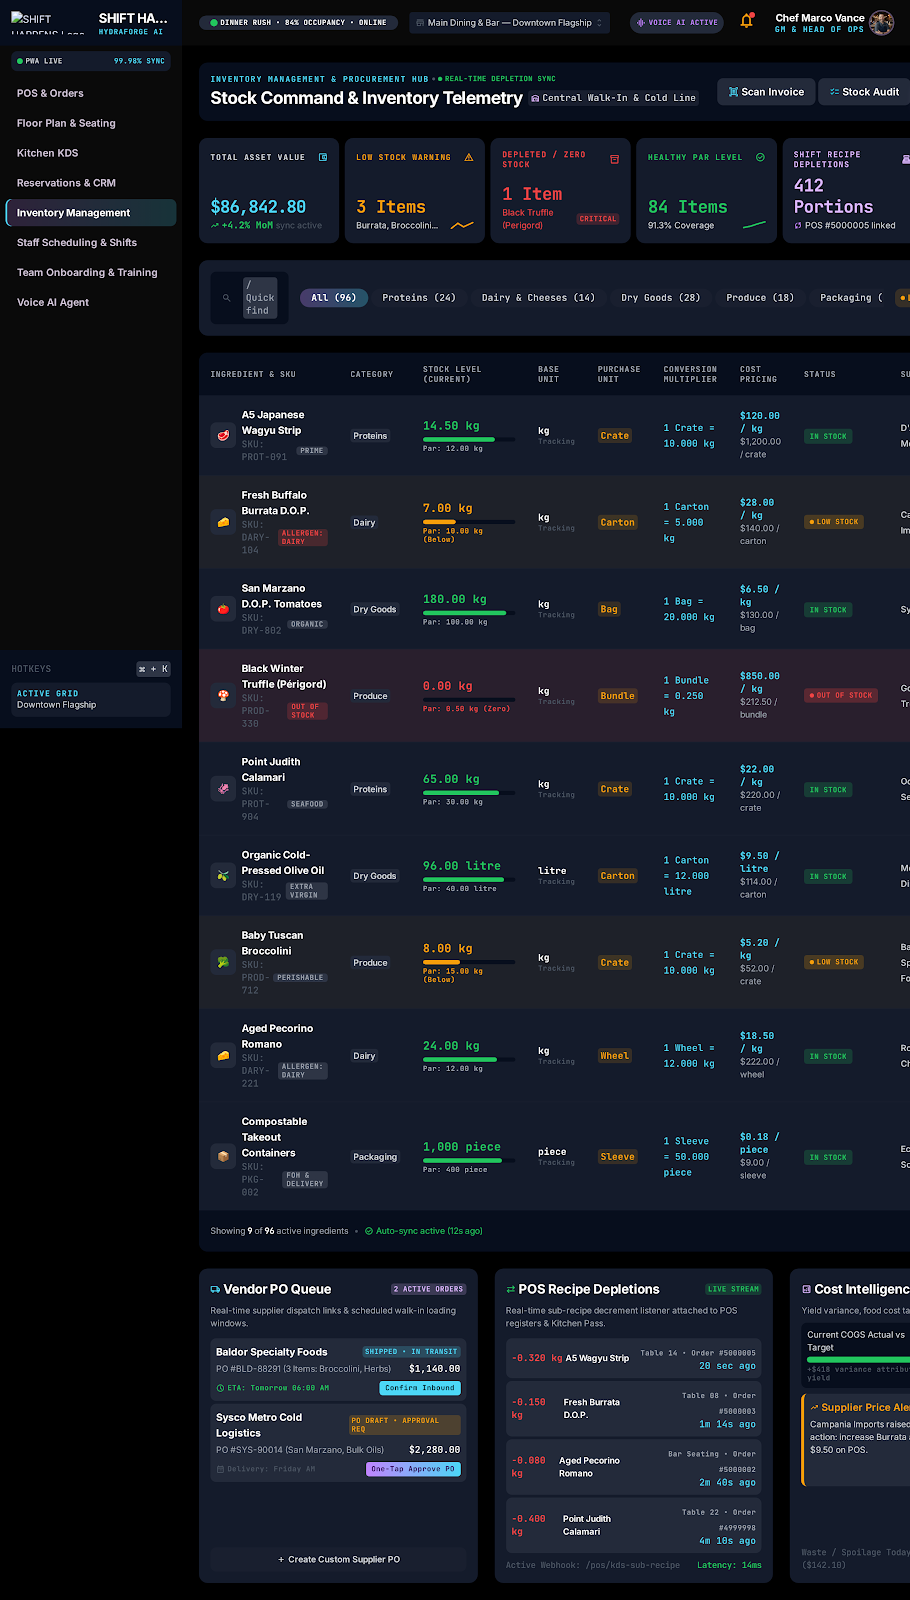 SHIFT
HAPPENS Logo
SHIFT HA...
HYDRAFORGE AI
DINNER RUSH • 84% OCCUPANCY • ONLINE
Main Dining & Bar — Downtown Flagship
VOICE AI ACTIVE
Chef Marco Vance
GM & HEAD OF OPS
PWA LIVE
99.98% SYNC
POS & Orders
Floor Plan & Seating
Kitchen KDS
Reservations & CRM
Inventory Management
Staff Scheduling & Shifts
Team Onboarding & Training
Voice AI Agent
HOTKEYS
⌘ + K
ACTIVE GRID
Downtown Flagship
INVENTORY MANAGEMENT & PROCUREMENT HUB • REAL-TIME DEPLETION SYNC
Stock Command & Inventory Telemetry
Central Walk-In & Cold Line
Scan Invoice
Stock Audit
TOTAL ASSET VALUE
$86,842.80
+4.2% MoM sync active
LOW STOCK WARNING
3 Items
Burrata, Broccolini...
DEPLETED / ZERO
STOCK
1 Item
Black Truffle
(Perigord)
CRITICAL
HEALTHY PAR LEVEL
84 Items
91.3% Coverage
SHIFT RECIPE
DEPLETIONS
412
Portions
POS #5000005 linked
/
Quick
find
All (96)
Proteins (24)
Dairy & Cheeses (14)
Dry Goods (28)
Produce (18)
Packaging (
INGREDIENT & SKU
CATEGORY
STOCK LEVEL
(CURRENT)
BASE
UNIT
PURCHASE
UNIT
CONVERSION
MULTIPLIER
COST
PRICING
STATUS
SU
A5 Japanese
Wagyu Strip
SKU:
PROT-091
PRIME
Proteins
14.50 kg
Par: 12.00 kg
kg
Tracking
Crate
1 Crate =
10.000 kg
$120.00
/ kg
$1,200.00
/ crate
IN STOCK
D'
Mo
Fresh Buffalo
Burrata D.O.P.
SKU:
DARY-
104
ALLERGEN:
DAIRY
Dairy
7.00 kg
Par: 10.00 kg
(Below)
kg
Tracking
Carton
1 Carton
= 5.000
kg
$28.00
/ kg
$140.00 /
carton
LOW STOCK
Ca
Im
San Marzano
D.O.P. Tomatoes
SKU:
DRY-802
ORGANIC
Dry Goods
180.00 kg
Par: 100.00 kg
kg
Tracking
Bag
1 Bag =
20.000 kg
$6.50 /
kg
$130.00 /
bag
IN STOCK
Sy
Black Winter
Truffle (Périgord)
SKU:
PROD-
330
OUT OF
STOCK
Produce
0.00 kg
Par: 0.50 kg (Zero)
kg
Tracking
Bundle
1 Bundle
= 0.250
kg
$850.00
/ kg
$212.50 /
bundle
OUT OF STOCK
Go
Tr
Point Judith
Calamari
SKU:
PROT-
904
SEAFOOD
Proteins
65.00 kg
Par: 30.00 kg
kg
Tracking
Crate
1 Crate =
10.000 kg
$22.00
/ kg
$220.00 /
crate
IN STOCK
Oc
Se
Organic Cold-
Pressed Olive Oil
SKU:
DRY-119
EXTRA
VIRGIN
Dry Goods
96.00 litre
Par: 40.00 litre
litre
Tracking
Carton
1 Carton
= 12.000
litre
$9.50 /
litre
$114.00 /
carton
IN STOCK
Me
Di
Baby Tuscan
Broccolini
SKU:
PROD-
712
PERISHABLE
Produce
8.00 kg
Par: 15.00 kg
(Below)
kg
Tracking
Crate
1 Crate =
10.000 kg
$5.20 /
kg
$52.00 /
crate
LOW STOCK
Ba
Sp
Fo
Aged Pecorino
Romano
SKU:
DARY-
221
ALLERGEN:
DAIRY
Dairy
24.00 kg
Par: 12.00 kg
kg
Tracking
Wheel
1 Wheel =
12.000 kg
$18.50
/ kg
$222.00 /
wheel
IN STOCK
Ro
Ch
Compostable
Takeout
Containers
SKU:
PKG-
002
FOH &
DELIVERY
Packaging
1,000 piece
Par: 400 piece
piece
Tracking
Sleeve
1 Sleeve
= 50.000
piece
$0.18 /
piece
$9.00 /
sleeve
IN STOCK
Ec
So
Showing 9 of 96 active ingredients • Auto-sync active (12s ago)
Vendor PO Queue
2 ACTIVE ORDERS
Real-time supplier dispatch links & scheduled walk-in loading
windows.
Baldor Specialty Foods
SHIPPED • IN TRANSIT
PO #BLD-88291 (3 Items: Broccolini, Herbs)
$1,140.00
ETA: Tomorrow 06:00 AM
Confirm Inbound
Sysco Metro Cold
Logistics
PO DRAFT • APPROVAL
REQ
PO #SYS-90014 (San Marzano, Bulk Oils)
$2,280.00
Delivery: Friday AM
One-Tap Approve PO
+ Create Custom Supplier PO
POS Recipe Depletions
LIVE STREAM
Real-time sub-recipe decrement listener attached to POS
registers & Kitchen Pass.
-0.320 kg A5 Wagyu Strip
Table 14 • Order #5000005
20 sec ago
-0.150
kg
Fresh Burrata
D.O.P.
Table 08 • Order
#5000003
1m 14s ago
-0.080
kg
Aged Pecorino
Romano
Bar Seating • Order
#5000002
2m 40s ago
-0.400
kg
Point Judith
Calamari
Table 22 • Order
#4999998
4m 10s ago
Active Webhook: /pos/kds-sub-recipe
Latency: 14ms
Cost Intelligenc
Yield variance, food cost ta
Current COGS Actual vs
Target
+$418 variance attribu
yield
Supplier Price Aler
Campania Imports raised
action: increase Burrata a
$9.50 on POS.
Waste / Spoilage Today
($142.10)